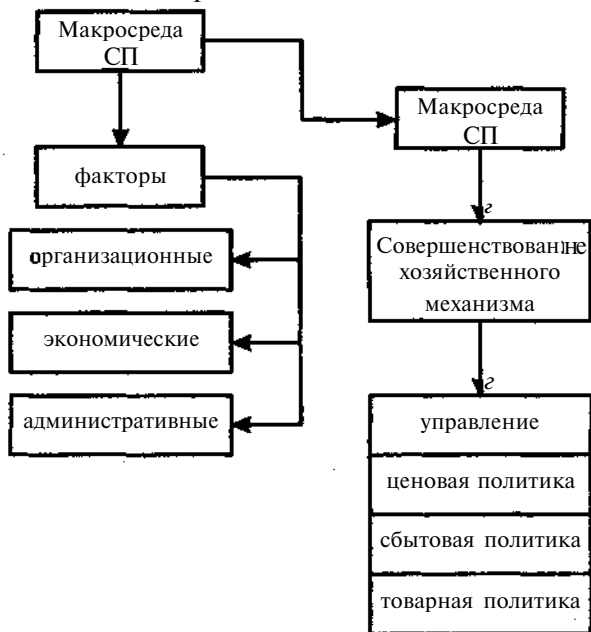 Макросреда
СП
факторы
организационные
экономические
административные
Макросреда
СП
г
Совершенствование
хозяйственного
механизма
г
управление
ценовая политика
сбытовая политика
товарная политика